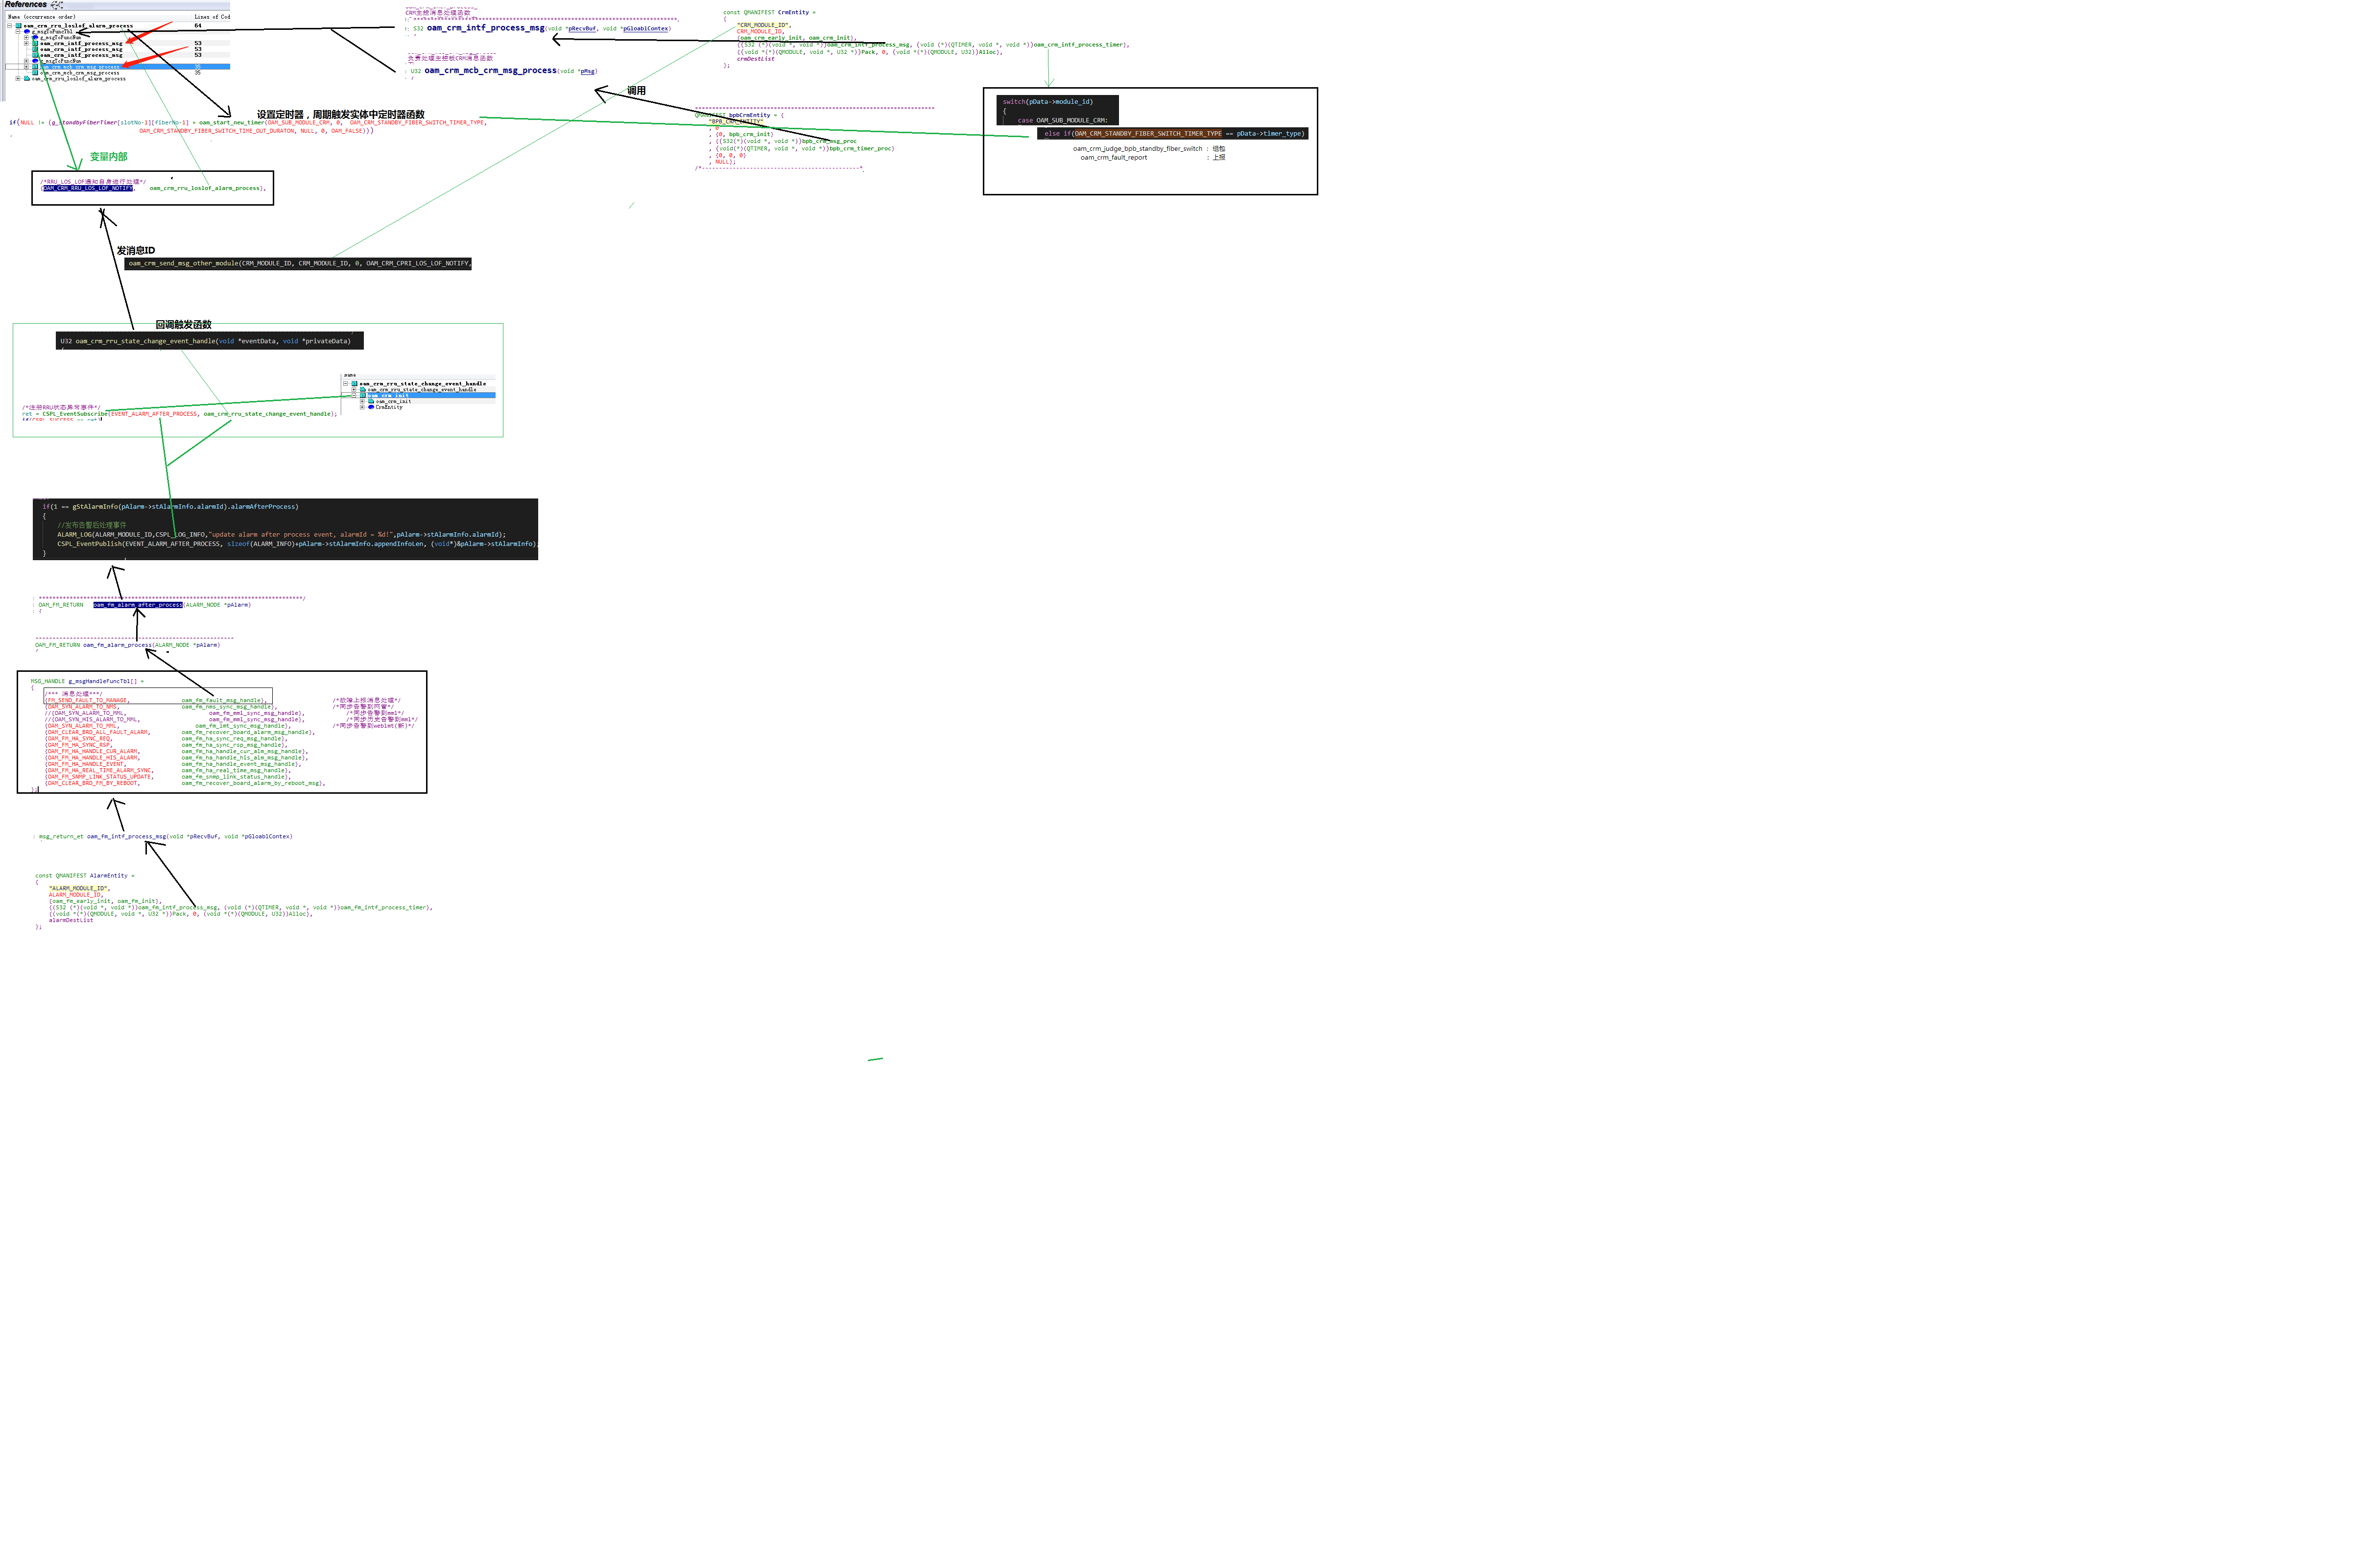 References
Name (occurrence order) Lines of Cod
oam_crm_rru_loslof_alarm_process 64
g_msgToFuncTbl
g_msgToFuncNum
oam_crm_intf_process_msg 53
oam_crm_intf_process_msg 53
oam_crm_intf_process_msg 53
g_msgToFuncNum
oam_crm_mcb_crm_msg_process 35
oam_crm_mcb_crm_msg_process 35
oam_crm_rru_loslof_alarm_process
CRM主控消息处理函数
: S32 oam_crm_intf_process_msg(void *pRecvBuf, void *pGloablContex)
负责处理主控板CRM消息函数
: U32 oam_crm_mcb_crm_msg_process(void *pMsg)
调用
const QMANIFEST CrmEntity =
{
"CRM_MODULE_ID",
CRM_MODULE_ID,
{oam_crm_early_init, oam_crm_init},
{(S32 (*)(void *, void *))oam_crm_intf_process_msg, (void (*)(QTIMER, void *, void *))oam_crm_intf_process_timer},
{(void *(*)(QMODULE, void *, U32 *))Pack, 0, (void *(*)(QMODULE, U32))Alloc},
crmDestList
};
switch(pData->module_id)
{
case OAM_SUB_MODULE_CRM:
else if(OAM_CRM_STANDBY_FIBER_SWITCH_TIMER_TYPE == pData->timer_type)
oam_crm_judge_bpb_standby_fiber_switch : 组包
oam_crm_fault_report : 上报
设置定时器，周期触发实体中定时器函数
if(NULL != (g_standbyFiberTimer[slotNo-1][fiberNo-1] = oam_start_new_timer(OAM_SUB_MODULE_CRM, 0, OAM_CRM_STANDBY_FIBER_SWITCH_TIMER_TYPE,
OAM_CRM_STANDBY_FIBER_SWITCH_TIME_OUT_DURATON, NULL, 0, OAM_FALSE)))
QMANIFEST bpbCrmEntity = {
"BPB_CRM_ENTITY"
, 0
, {0, bpb_crm_init}
, {(S32(*)(void *, void *))bpb_crm_msg_proc
, (void(*)(QTIMER, void *, void *))bpb_crm_timer_proc}
, {0, 0, 0}
, NULL};
变量内部
/*RRU_LOS_LOF通知自身进行处理*/
{OAM_CRM_RRU_LOS_LOF_NOTIFY, oam_crm_rru_loslof_alarm_process},
发消息ID
oam_crm_send_msg_other_module(CRM_MODULE_ID, CRM_MODULE_ID, 0, OAM_CRM_CPRI_LOS_LOF_NOTIFY,
回调触发函数
U32 oam_crm_rru_state_change_event_handle(void *eventData, void *privateData)
oam_crm_rru_state_change_event_handle
oam_crm_rru_state_change_event_handle
oam_crm_init
oam_crm_init
CrmEntity
/*注册RRU状态异常事件*/
ret = CSPL_EventSubscribe(EVENT_ALARM_AFTER_PROCESS, oam_crm_rru_state_change_event_handle);
if(1 == gStAlarmInfo(pAlarm->stAlarmInfo.alarmId).alarmAfterProcess)
{
//发布告警后处理事件
ALARM_LOG(ALARM_MODULE_ID,CSPL_LOG_INFO,"update alarm after process event, alarmId = %d!",pAlarm->stAlarmInfo.alarmId);
CSPL_EventPublish(EVENT_ALARM_AFTER_PROCESS, sizeof(ALARM_INFO)+pAlarm->stAlarmInfo.appendInfoLen, (void*)&pAlarm->stAlarmInfo);
}
: OAM_FM_RETURN oam_fm_alarm_after_process(ALARM_NODE *pAlarm)
: {
OAM_FM_RETURN oam_fm_alarm_process(ALARM_NODE *pAlarm)
MSG_HANDLE g_msgHandleFuncTbl[] =
{
/*** 消息处理***/
{FM_SEND_FAULT_TO_MANAGE, oam_fm_fault_msg_handle}, /*故障上报消息处理*/
{OAM_SYN_ALARM_TO_NMS, oam_fm_nms_sync_msg_handle}, /*同步告警到网管*/
//{OAM_SYN_ALARM_TO_MML, oam_fm_mml_sync_msg_handle}, /*同步告警到mml*/
//{OAM_SYN_HIS_ALARM_TO_MML, oam_fm_mml_sync_msg_handle}, /*同步历史告警到mml*/
{OAM_SYN_ALARM_TO_MML, oam_fm_lmt_sync_msg_handle}, /*同步告警到weblmt(新)*/
{OAM_CLEAR_BRD_ALL_FAULT_ALARM, oam_fm_recover_board_alarm_msg_handle},
{OAM_FM_HA_SYNC_REQ, oam_fm_ha_sync_req_msg_handle},
{OAM_FM_HA_SYNC_RSP, oam_fm_ha_sync_rsp_msg_handle},
{OAM_FM_HA_HANDLE_CUR_ALARM, oam_fm_ha_handle_cur_alm_msg_handle},
{OAM_FM_HA_HANDLE_HIS_ALARM, oam_fm_ha_handle_his_alm_msg_handle},
{OAM_FM_HA_HANDLE_EVENT, oam_fm_ha_handle_event_msg_handle},
{OAM_FM_HA_REAL_TIME_ALARM_SYNC, oam_fm_ha_real_time_msg_handle},
{OAM_FM_SNMP_LINK_STATUS_UPDATE, oam_fm_snmp_link_status_handle},
{OAM_CLEAR_BRD_FM_BY_REBOOT, oam_fm_recover_board_alarm_by_reboot_msg},
};
: msg_return_et oam_fm_intf_process_msg(void *pRecvBuf, void *pGloablContex)
const QMANIFEST AlarmEntity =
{
"ALARM_MODULE_ID",
ALARM_MODULE_ID,
{oam_fm_early_init, oam_fm_init},
{(S32 (*)(void *, void *))oam_fm_intf_process_msg, (void (*)(QTIMER, void *, void *))oam_fm_intf_process_timer},
{(void *(*)(QMODULE, void *, U32 *))Pack, 0, (void *(*)(QMODULE, U32))Alloc},
alarmDestList
};